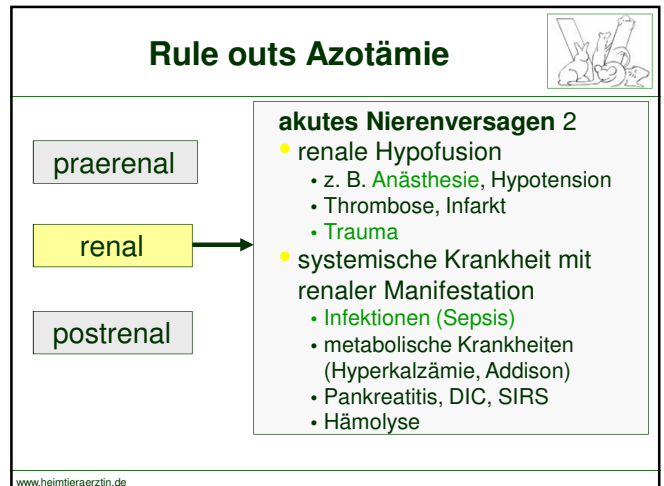 Rule outs Azotämie
praerenal
renal
postrenal
akutes Nierenversagen 2
• renale Hypofusion
• z. B. Anästhesie, Hypotension
• Thrombose, Infarkt
• Trauma
• systemische Krankheit mit
renaler Manifestation
• Infektionen (Sepsis)
• metabolische Krankheiten
(Hyperkalzämie, Addison)
• Pankreatitis, DIC, SIRS
• Hämolyse
www.heimtieraerztin.de